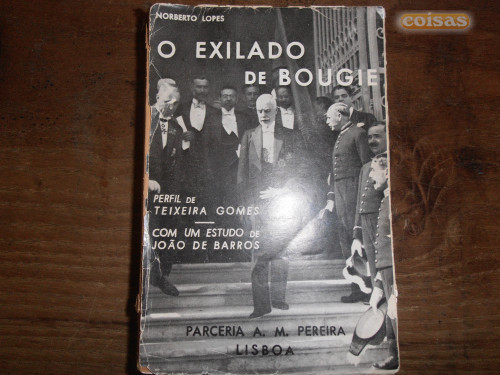 coisas
NORBERTO LOPES
O EXILADO
DE BOUGIE
PERFIL DE
TEIXEIRA GOMES
COM UM ESTUDO DE
JOÃO DE BARROS
PARCERIA A. M. PEREIRA
LISBOA